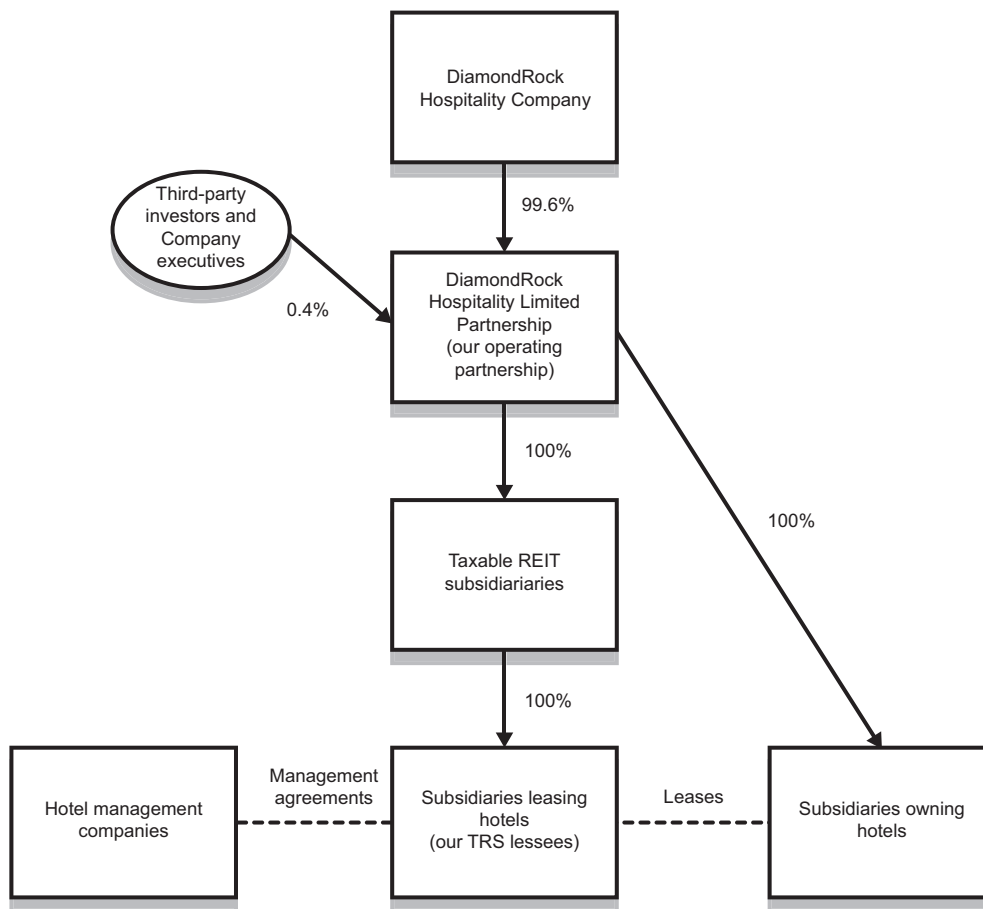 DiamondRock
Hospitality Company
99.6%
Third-party
investors and
Company
executives
0.4%
DiamondRock
Hospitality Limited
Partnership
(our operating
partnership)
100%
100%
Taxable REIT
subsidiariaries
100%
Hotel management
companies
Management
agreements
Subsidiaries leasing
hotels
(our TRS lessees)
Leases
Subsidiaries owning
hotels